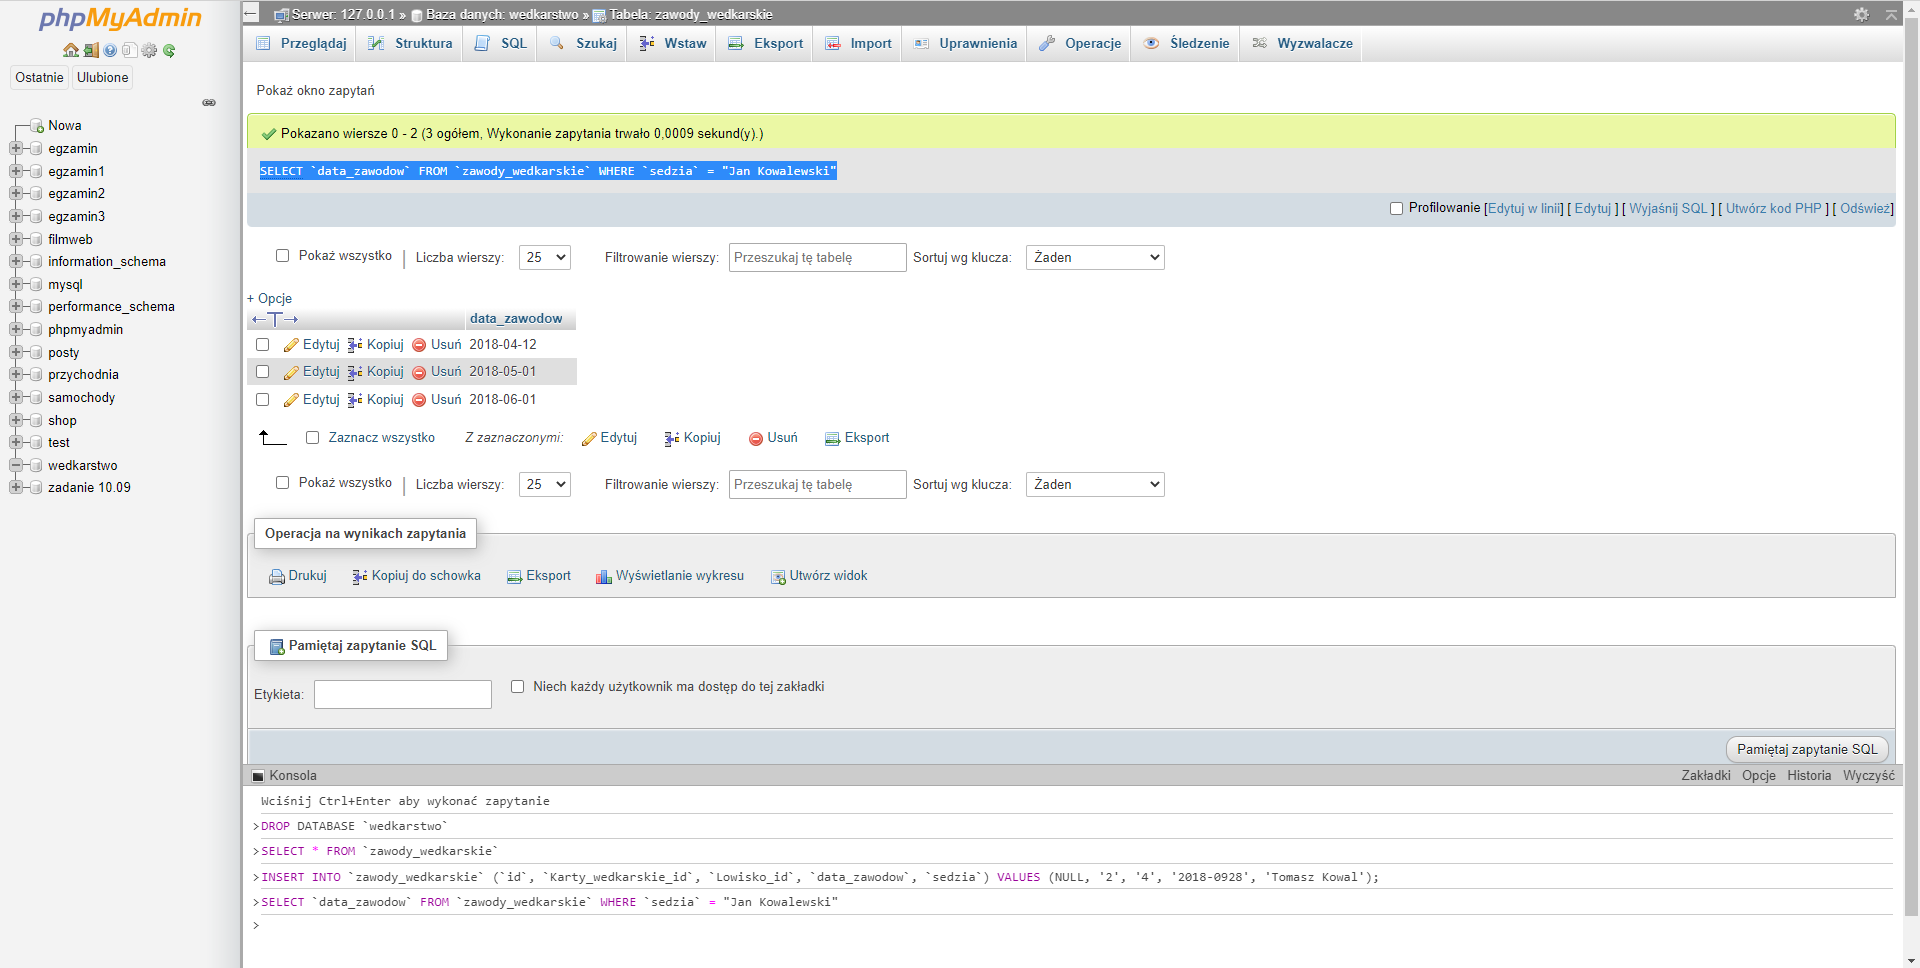 phpMyAdmin
Ostatnie Ulubione
Nowa
egzamin
egzamin1
egzamin2
egzamin3
filmweb
information_schema
mysql
performance_schema
phpmyadmin
posty
przychodnia
samochody
shop
test
wedkarstwo
zadanie 10.09
Serwer: 127.0.0.1 » Baza danych: wedkarstwo » Tabela: zawody_wedkarskie
Przeglądaj Struktura SQL Szukaj Wstaw Eksport Import Uprawnienia Operacje Śledzenie Wyzwalacze
Pokaż okno zapytań
Pokazano wiersze 0 - 2 (3 ogółem, Wykonanie zapytania trwało 0,0009 sekund(y).)
SELECT `data_zawodow` FROM `zawody_wedkarskie` WHERE `sedzia` = "Jan Kowalewski"
Profilowanie [Edytuj w linii] [ Edytuj ] [ Wyjaśnij SQL ] [ Utwórz kod PHP ] [ Odśwież]
Pokaż wszystko | Liczba wierszy: 25 Filtrowanie wierszy: Przeszukaj tę tabelę Sortuj wg klucza: Żaden
+ Opcje
←T→ data_zawodow
Edytuj Kopiuj Usuń 2018-04-12
Edytuj Kopiuj Usuń 2018-05-01
Edytuj Kopiuj Usuń 2018-06-01
Zaznacz wszystko Z zaznaczonymi: Edytuj Kopiuj Usuń Eksport
Pokaż wszystko | Liczba wierszy: 25 Filtrowanie wierszy: Przeszukaj tę tabelę Sortuj wg klucza: Żaden
Operacja na wynikach zapytania
Drukuj Kopiuj do schowka Eksport Wyświetlanie wykresu Utwórz widok
Pamiętaj zapytanie SQL
Etykieta: Niech każdy użytkownik ma dostęp do tej zakładki
Pamiętaj zapytanie SQL
Konsola Zakładki Opcje Historia Wyczyść
Wciśnij Ctrl+Enter aby wykonać zapytanie
>DROP DATABASE `wedkarstwo`
>SELECT * FROM `zawody_wedkarskie`
>INSERT INTO `zawody_wedkarskie` (`id`, `Karty_wedkarskie_id`, `Lowisko_id`, `data_zawodow`, `sedzia`) VALUES (NULL, '2', '4', '2018-0928', 'Tomasz Kowal');
>SELECT `data_zawodow` FROM `zawody_wedkarskie` WHERE `sedzia` = "Jan Kowalewski"
>